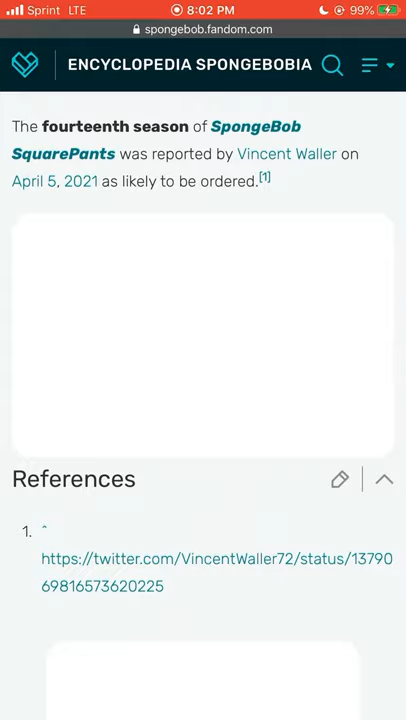 Sprint LTE 8:02 PM 99%
spongebob.fandom.com
ENCYCLOPEDIA SPONGEBOBIA
The fourteenth season of SpongeBob
SquarePants was reported by Vincent Waller on
April 5, 2021 as likely to be ordered.[1]
References
1. ^
https://twitter.com/VincentWaller72/status/13790
69816573620225